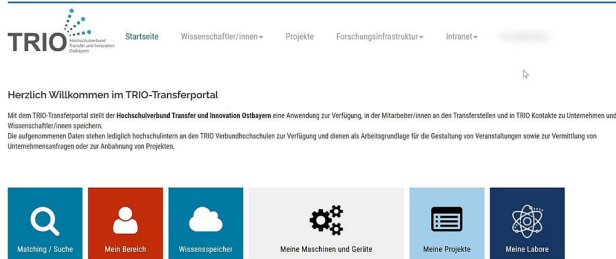 TRIO
Hochschulverbund
Transfer und Innovation
Ostbayern
Startseite Wissenschaftler/innen Projekte Forschungsinfrastruktur Intranet
Herzlich Willkommen im TRIO-Transferportal
Mit dem TRIO-Transferportal stellt der Hochschulverbund Transfer und Innovation Ostbayern eine Anwendung zur Verfügung, in der Mitarbeiter/innen an den Transferstellen und in TRIO Kontakte zu Unternehmen und
Wissenschaftler/innen speichern.
Die aufgenommenen Daten stehen lediglich hochschulintern an den TRIO Verbundhochschulen zur Verfügung und dienen als Arbeitsgrundlage für die Gestaltung von Veranstaltungen sowie zur Vermittlung von
Unternehmensanfragen oder zur Anbahnung von Projekten.
Matching / Suche Mein Bereich Wissensspeicher Meine Maschinen und Geräte Meine Projekte Meine Labore